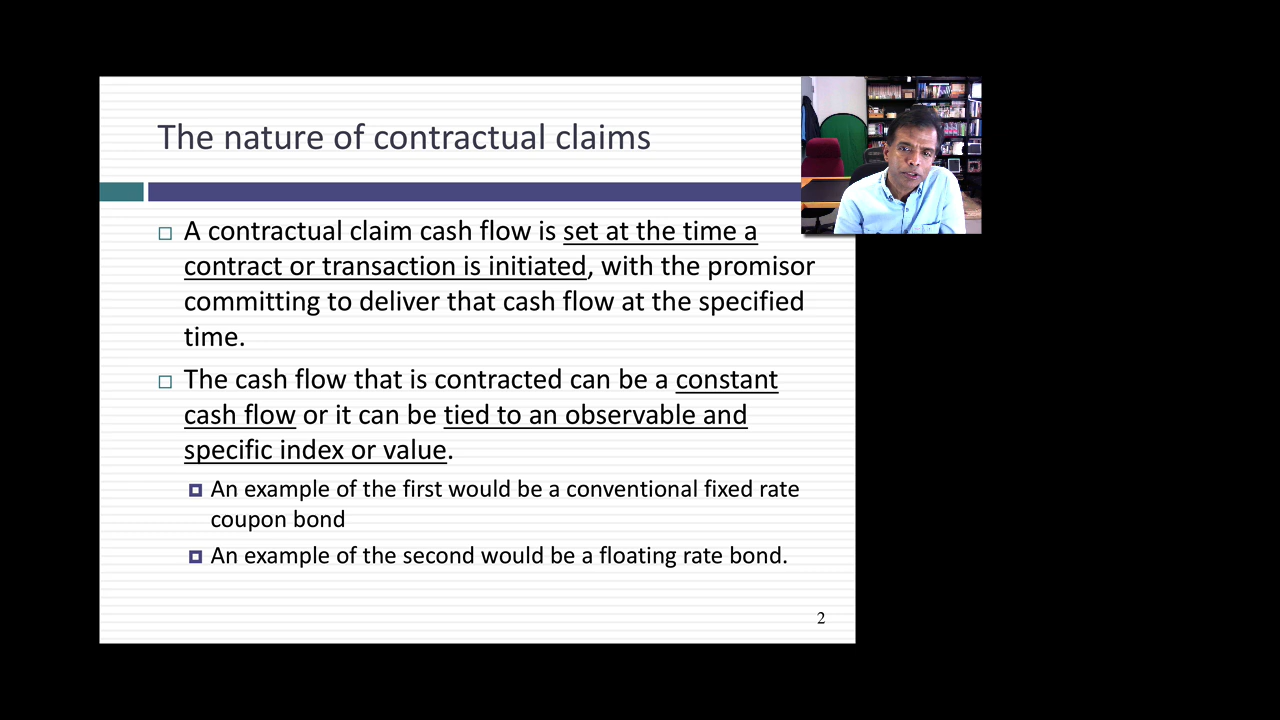 The nature of contractual claims
A contractual claim cash flow is set at the time a
contract or transaction is initiated, with the promisor
committing to deliver that cash flow at the specified
time.
The cash flow that is contracted can be a constant
cash flow or it can be tied to an observable and
specific index or value.
An example of the first would be a conventional fixed rate
coupon bond
An example of the second would be a floating rate bond.
2